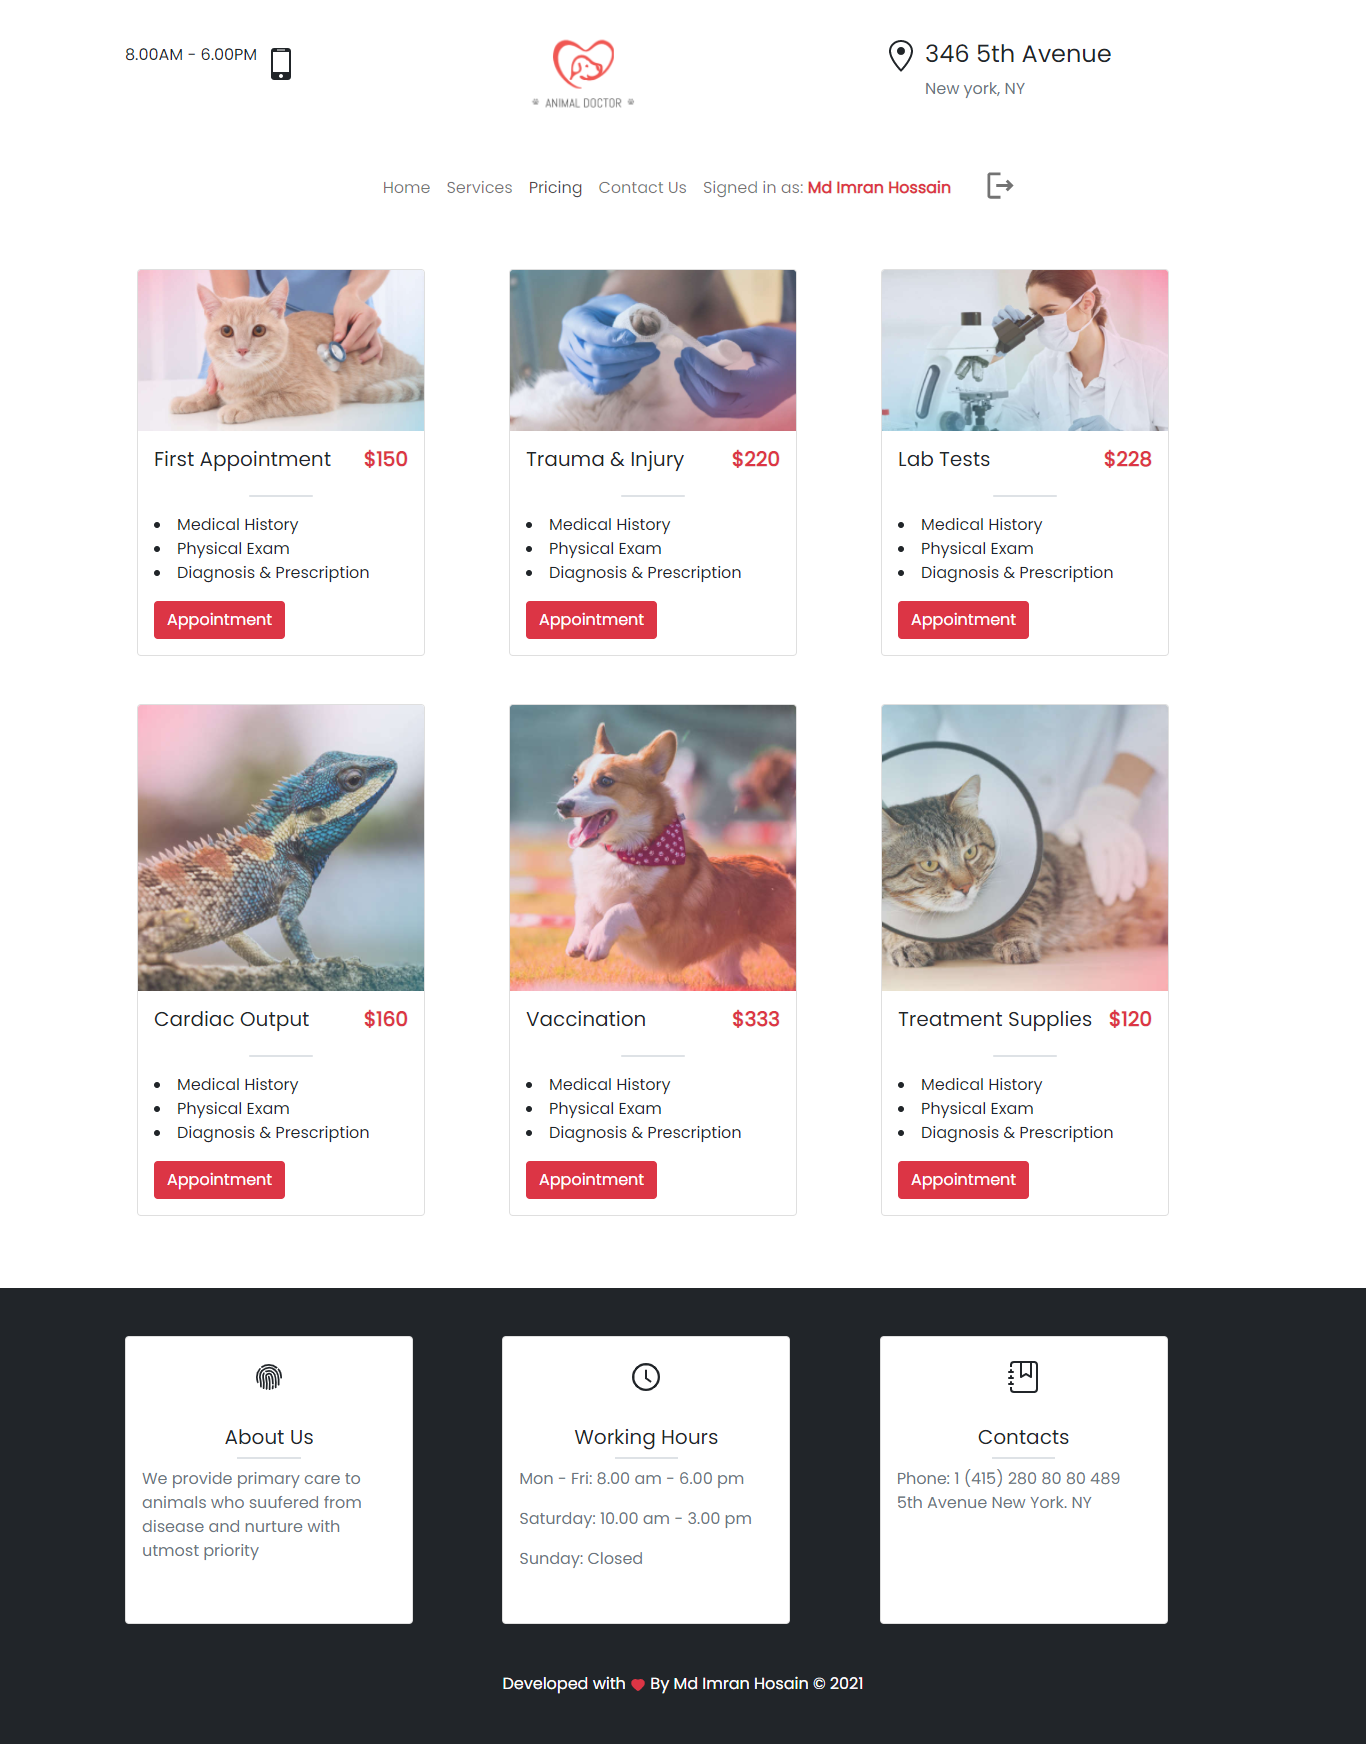 8.00AM - 6.00PM
ANIMAL DOCTOR
346 5th Avenue
New york, NY
Home Services Pricing Contact Us Signed in as: Md Imran Hossain
First Appointment $150
Medical History
Physical Exam
Diagnosis & Prescription
Appointment
Trauma & Injury $220
Medical History
Physical Exam
Diagnosis & Prescription
Appointment
Lab Tests $228
Medical History
Physical Exam
Diagnosis & Prescription
Appointment
Cardiac Output $160
Medical History
Physical Exam
Diagnosis & Prescription
Appointment
Vaccination $333
Medical History
Physical Exam
Diagnosis & Prescription
Appointment
Treatment Supplies $120
Medical History
Physical Exam
Diagnosis & Prescription
Appointment
About Us
We provide primary care to
animals who suufered from
disease and nurture with
utmost priority
Working Hours
Mon - Fri: 8.00 am - 6.00 pm
Saturday: 10.00 am - 3.00 pm
Sunday: Closed
Contacts
Phone: 1 (415) 280 80 80 489
5th Avenue New York. NY
Developed with By Md Imran Hosain © 2021